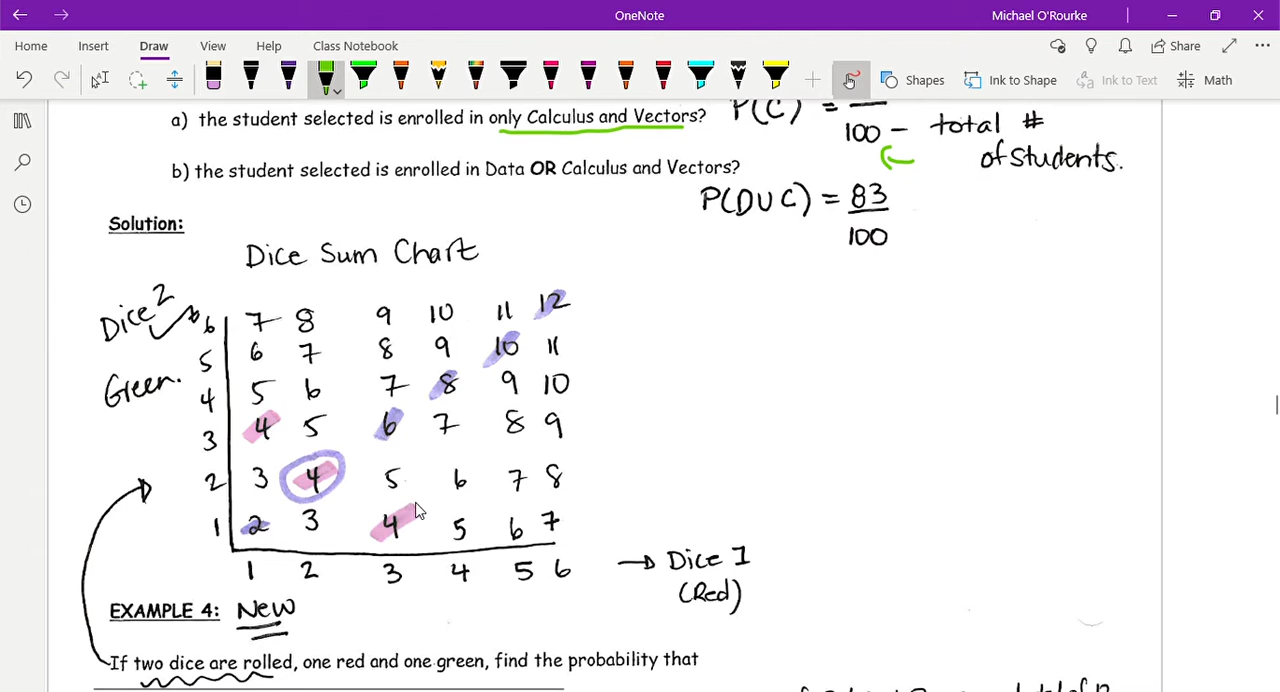 OneNote
Michael O'Rourke
Home Insert Draw View Help Class Notebook Share
Shapes Ink to Shape Ink to Text Math
a) the student selected is enrolled in only Calculus and Vectors? P(C) =
100 – total #
of students.
b) the student selected is enrolled in Data OR Calculus and Vectors?
P(D∪C) = 83
100
Solution:
Dice Sum Chart
Dice 2
Green.
6 7 8 9 10 11 12
5 6 7 8 9 10 11
4 5 6 7 8 9 10
3 4 5 6 7 8 9
2 3 4 5 6 7 8
1 2 3 4 5 6 7
1 2 3 4 5 6
→ Dice 1
(Red)
EXAMPLE 4: New
If two dice are rolled, one red and one green, find the probability that